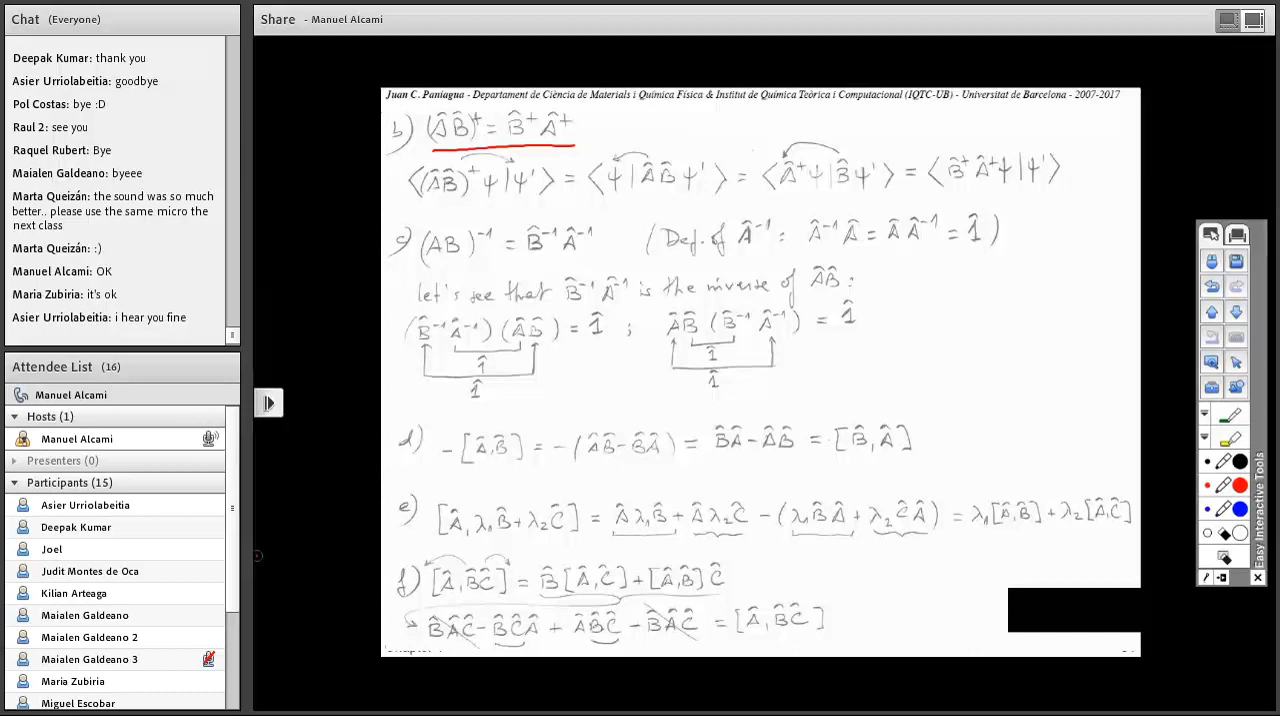 Chat (Everyone)
Deepak Kumar: thank you
Asier Urriolabeitia: goodbye
Pol Costas: bye :D
Raul 2: see you
Raquel Rubert: Bye
Maialen Galdeano: byeee
Marta Queizán: the sound was so much
better.. please use the same micro the
next class
Marta Queizán: :)
Manuel Alcami: OK
Maria Zubiria: it's ok
Asier Urriolabeitia: i hear you fine
Attendee List (16)
Manuel Alcami
Hosts (1)
Manuel Alcami
Presenters (0)
Participants (15)
Asier Urriolabeitia
Deepak Kumar
Joel
Judit Montes de Oca
Kilian Arteaga
Maialen Galdeano
Maialen Galdeano 2
Maialen Galdeano 3
Maria Zubiria
Miguel Escobar
Share - Manuel Alcami
Juan C. Paniagua - Departament de Ciència de Materials i Química Física & Institut de Química Teòrica i Computacional (IQTC-UB) - Universitat de Barcelona - 2007-2017
b) (ÂB̂)⁺ = B̂⁺ Â⁺
⟨(ÂB̂)⁺ψ|ψ'⟩ = ⟨ψ|ÂB̂ψ'⟩ = ⟨Â⁺ψ|B̂ψ'⟩ = ⟨B̂⁺Â⁺ψ|ψ'⟩
c) (AB)⁻¹ = B̂⁻¹Â⁻¹ (Def. of Â⁻¹: Â⁻¹Â = ÂÂ⁻¹ = 1̂)
let's see that B̂⁻¹Â⁻¹ is the inverse of ÂB̂:
(B̂⁻¹Â⁻¹)(ÂB̂) = 1̂ ; ÂB̂(B̂⁻¹Â⁻¹) = 1̂
1̂ 1̂
1̂ 1̂
d) -[Â,B̂] = -(ÂB̂-B̂Â) = B̂Â-ÂB̂ = [B̂,Â]
e) [Â,λ₁B̂+λ₂Ĉ] = Âλ₁B̂ + Âλ₂Ĉ - (λ₁B̂Â + λ₂ĈÂ) = λ₁[Â,B̂] + λ₂[Â,Ĉ]
f) [Â,B̂Ĉ] = B̂[Â,Ĉ] + [Â,B̂]Ĉ
B̂ÂĈ - B̂ĈÂ + ÂB̂Ĉ - B̂ÂĈ = [Â,B̂Ĉ]
Easy Interactive Tools